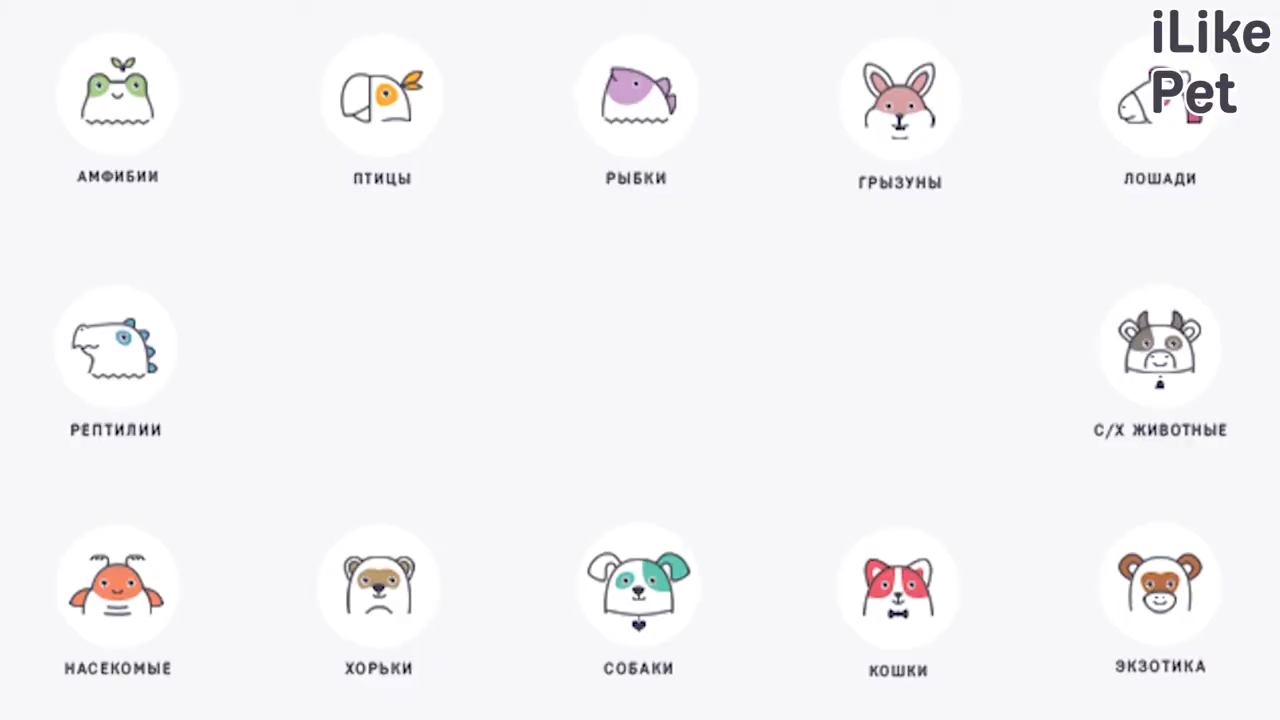 iLike
Pet
АМФИБИИ
ПТИЦЫ
РЫБКИ
ГРЫЗУНЫ
ЛОШАДИ
РЕПТИЛИИ
С/Х ЖИВОТНЫЕ
НАСЕКОМЫЕ
ХОРЬКИ
СОБАКИ
КОШКИ
ЭКЗОТИКА